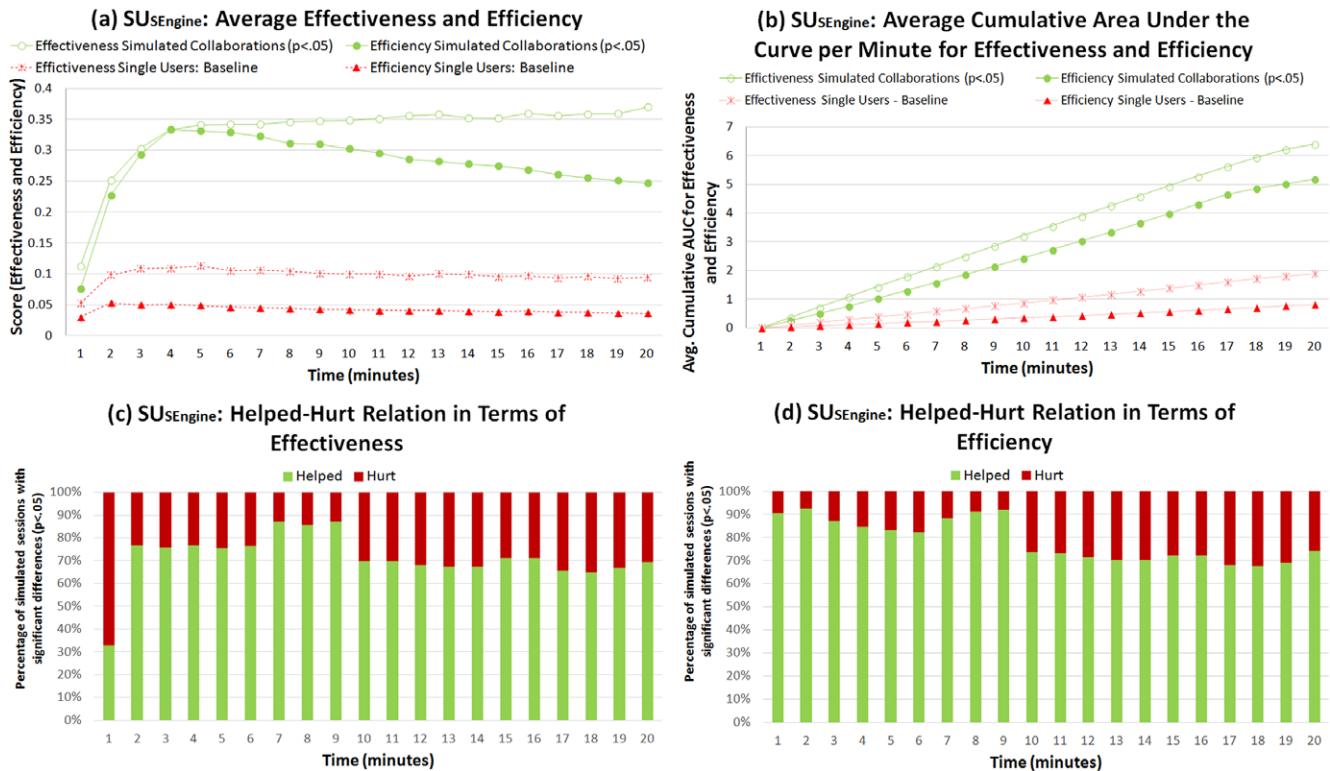 (a) SUSEngine: Average Effectiveness and Efficiency
Effectiveness Simulated Collaborations (p<.05)
Efficiency Simulated Collaborations (p<.05)
Effictiveness Single Users: Baseline
Efficiency Single Users: Baseline
Score (Effectiveness and Efficiency)
0.4
0.35
0.3
0.25
0.2
0.15
0.1
0.05
0
1 2 3 4 5 6 7 8 9 10 11 12 13 14 15 16 17 18 19 20
Time (minutes)
(b) SUSEngine: Average Cumulative Area Under the
Curve per Minute for Effectiveness and Efficiency
Effictiveness Simulated Collaborations (p<.05)
Efficiency Simulated Collaborations (p<.05)
Effectiveness Single Users - Baseline
Efficiency Single Users - Baseline
Avg. Cumulative AUC for Effectiveness
and Efficiency
7
6
5
4
3
2
1
0
1 2 3 4 5 6 7 8 9 10 11 12 13 14 15 16 17 18 19 20
Time (minutes)
(c) SUSEngine: Helped-Hurt Relation in Terms of
Effectiveness
Helped Hurt
Percentage of simulated sessions with
significant differences (p<.05)
100%
90%
80%
70%
60%
50%
40%
30%
20%
10%
0%
1 2 3 4 5 6 7 8 9 10 11 12 13 14 15 16 17 18 19 20
Time (minutes)
(d) SUSEngine: Helped-Hurt Relation in Terms of
Efficiency
Helped Hurt
Percentage of simulated sessions with
significant differences (p<.05)
100%
90%
80%
70%
60%
50%
40%
30%
20%
10%
0%
1 2 3 4 5 6 7 8 9 10 11 12 13 14 15 16 17 18 19 20
Time (minutes)